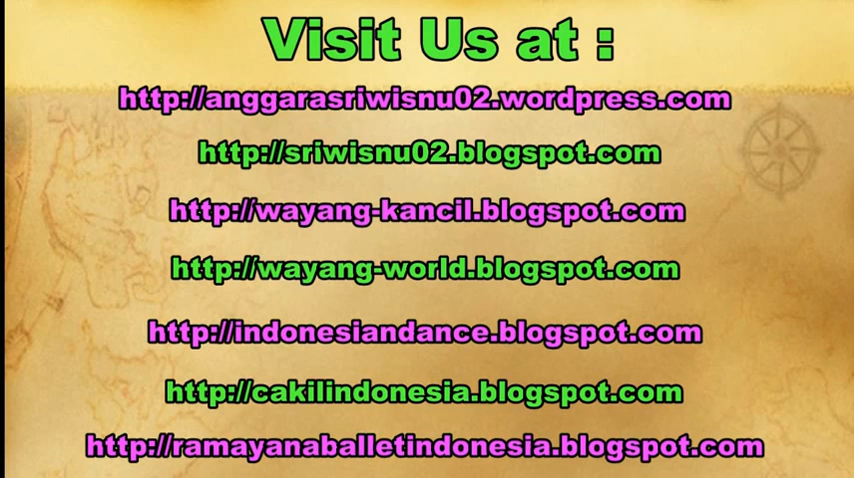 Visit Us at :
http://anggarasriwisnu02.wordpress.com
http://sriwisnu02.blogspot.com
http://wayang-kancil.blogspot.com
http://wayang-world.blogspot.com
http://indonesiandance.blogspot.com
http://cakilindonesia.blogspot.com
http://ramayanaballetindonesia.blogspot.com